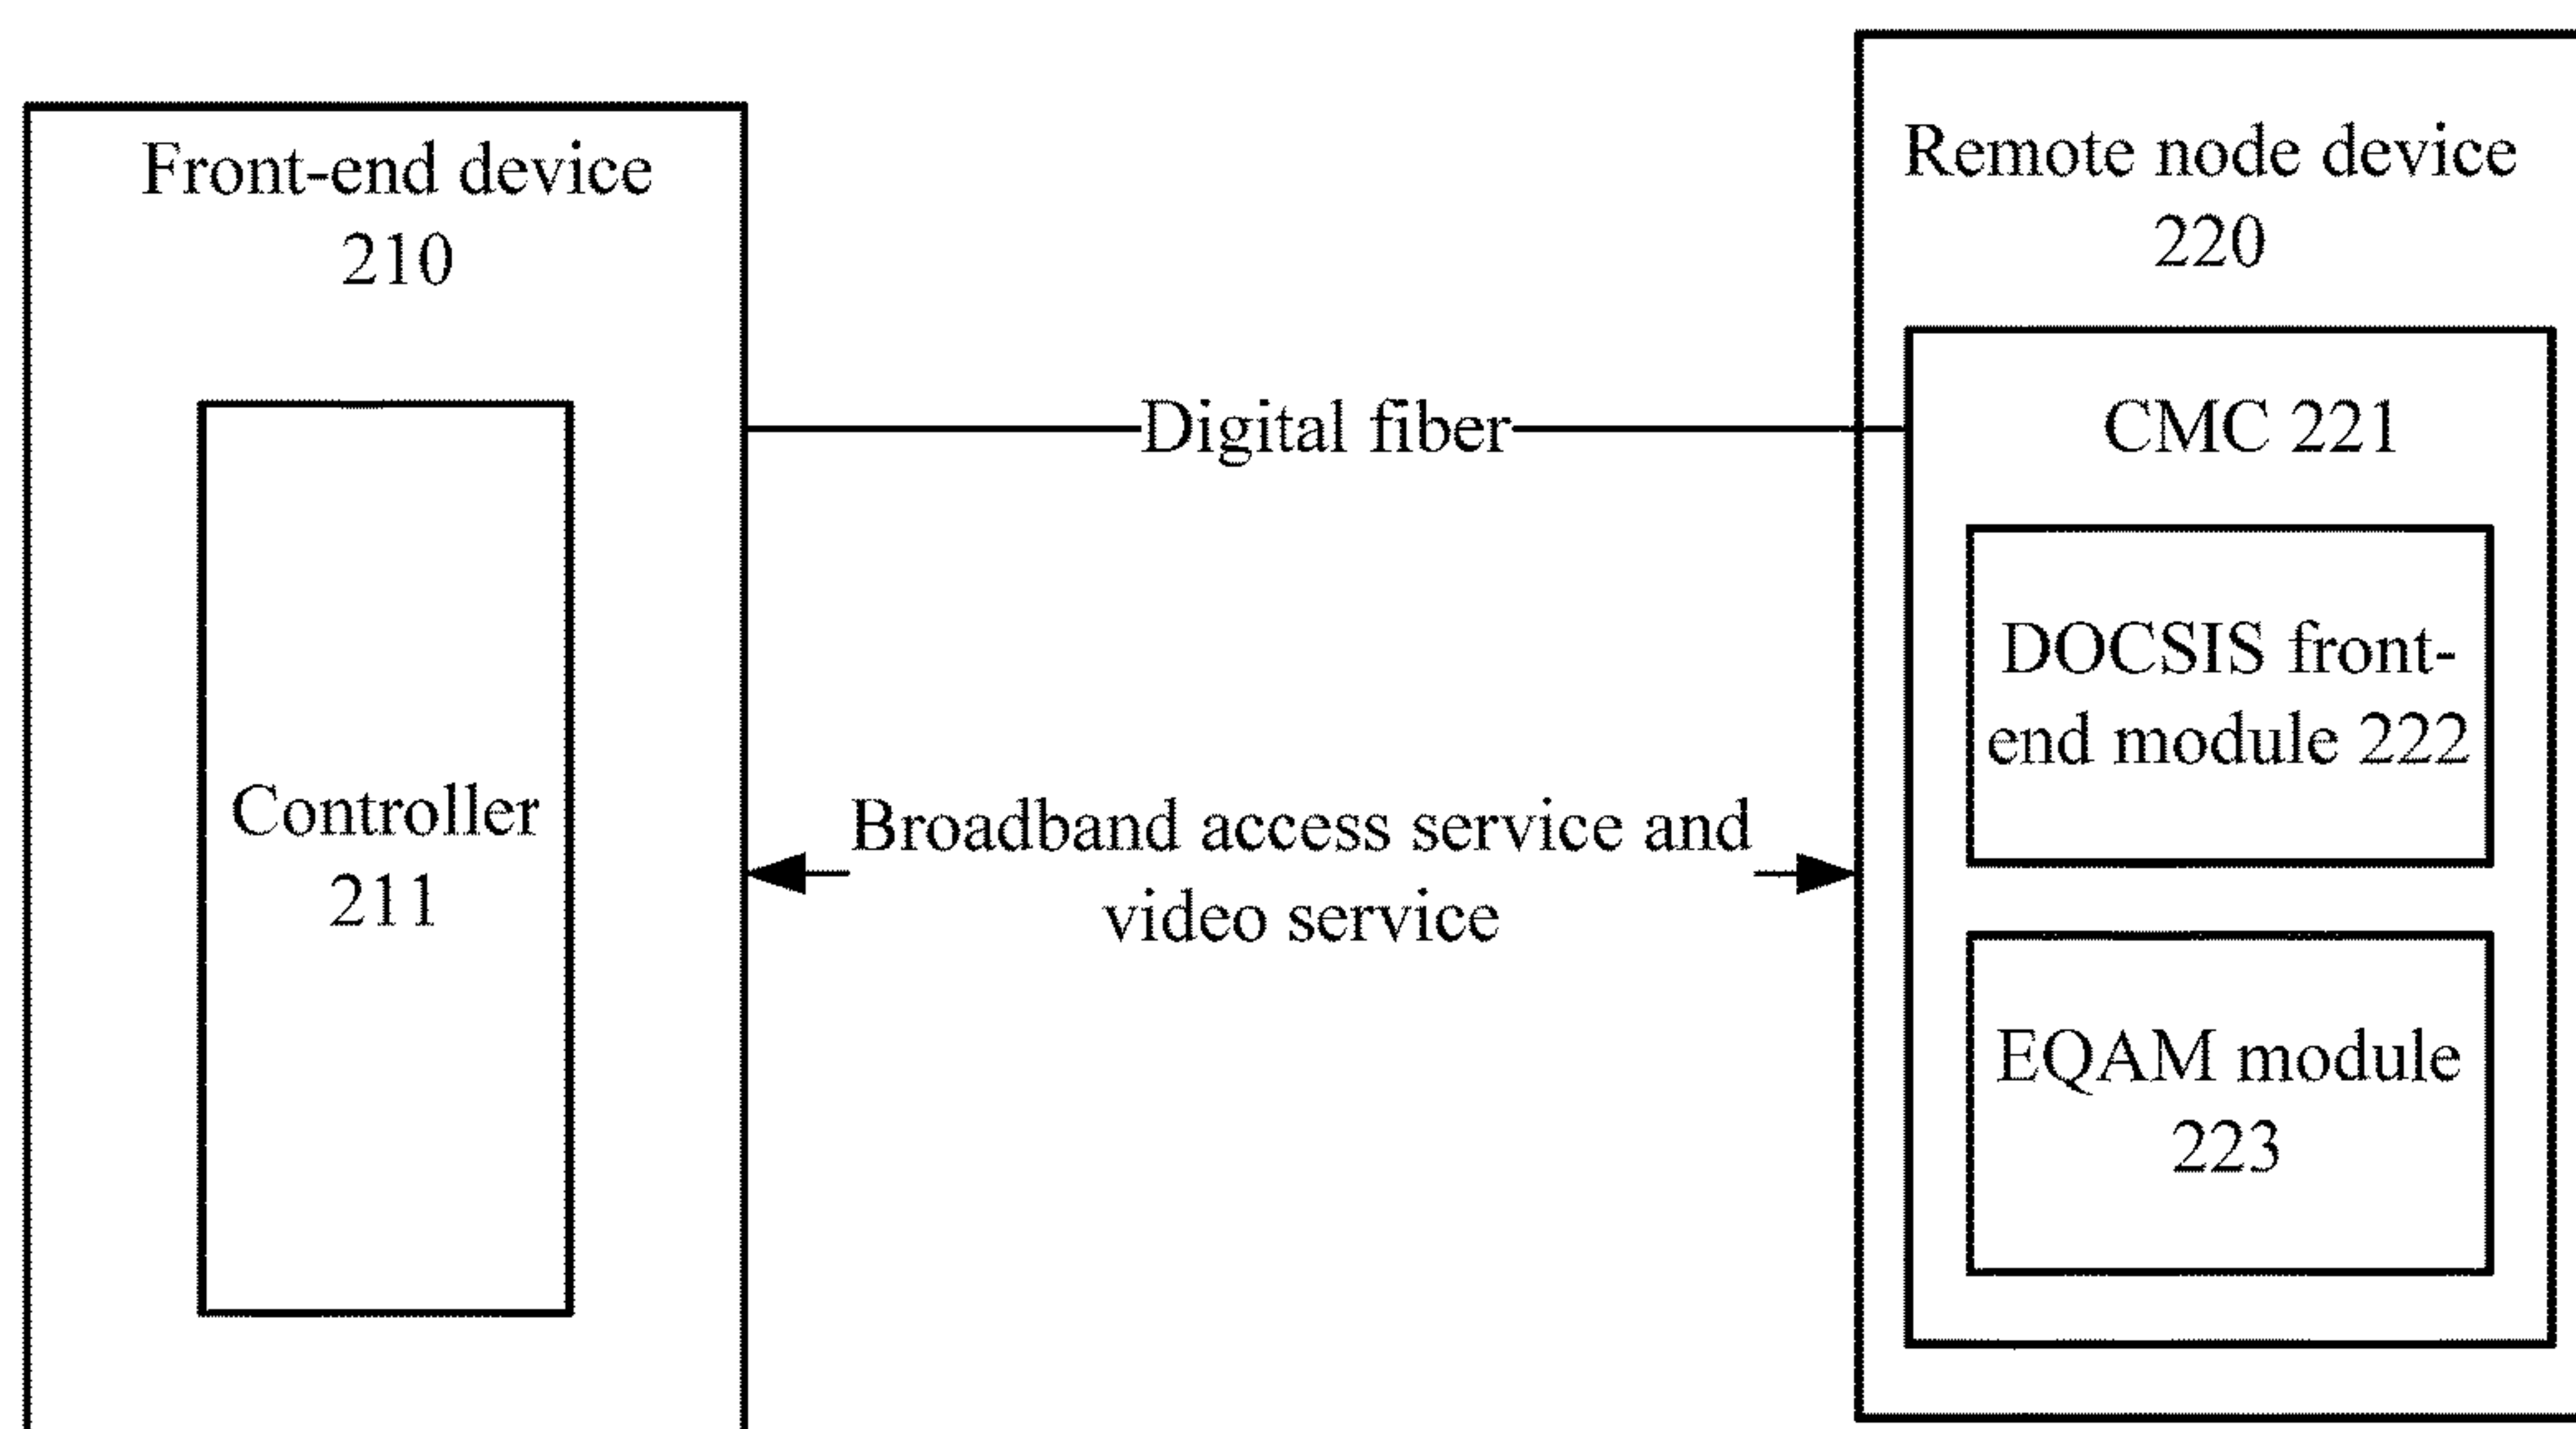 Front-end device
210
Controller
211
Digital fiber
Broadband access service and
video service
Remote node device
220
CMC 221
DOCSIS front-
end module 222
EQAM module
223